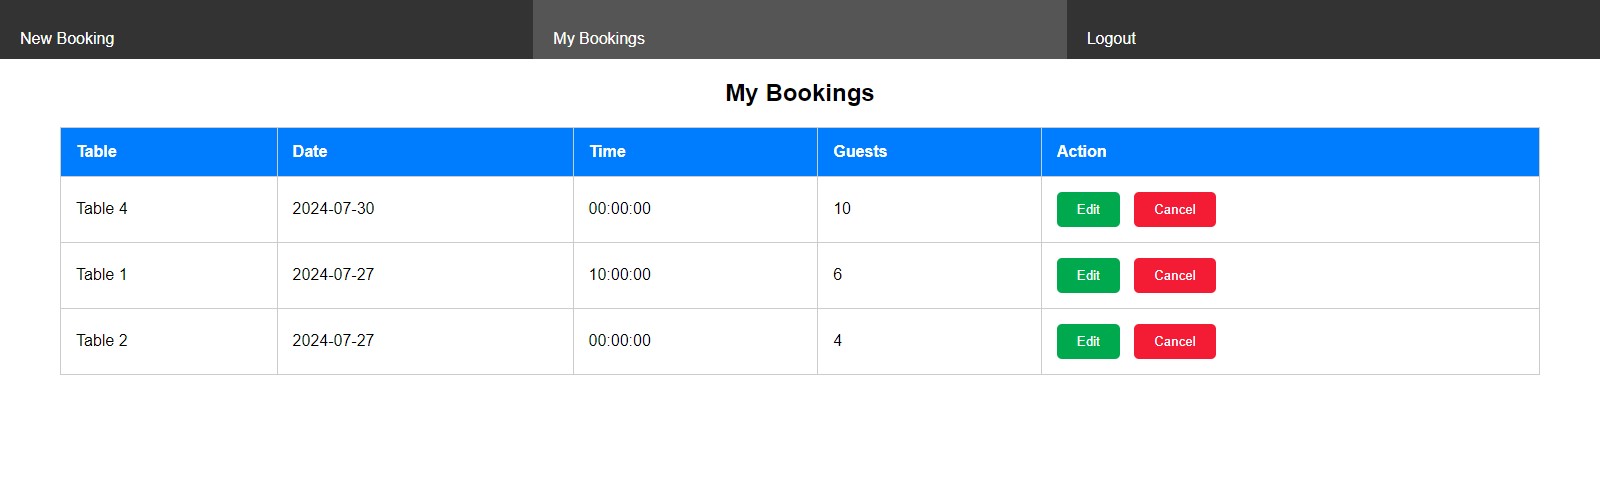 New Booking My Bookings Logout
My Bookings
Table Date Time Guests Action
Table 4 2024-07-30 00:00:00 10 Edit Cancel
Table 1 2024-07-27 10:00:00 6 Edit Cancel
Table 2 2024-07-27 00:00:00 4 Edit Cancel